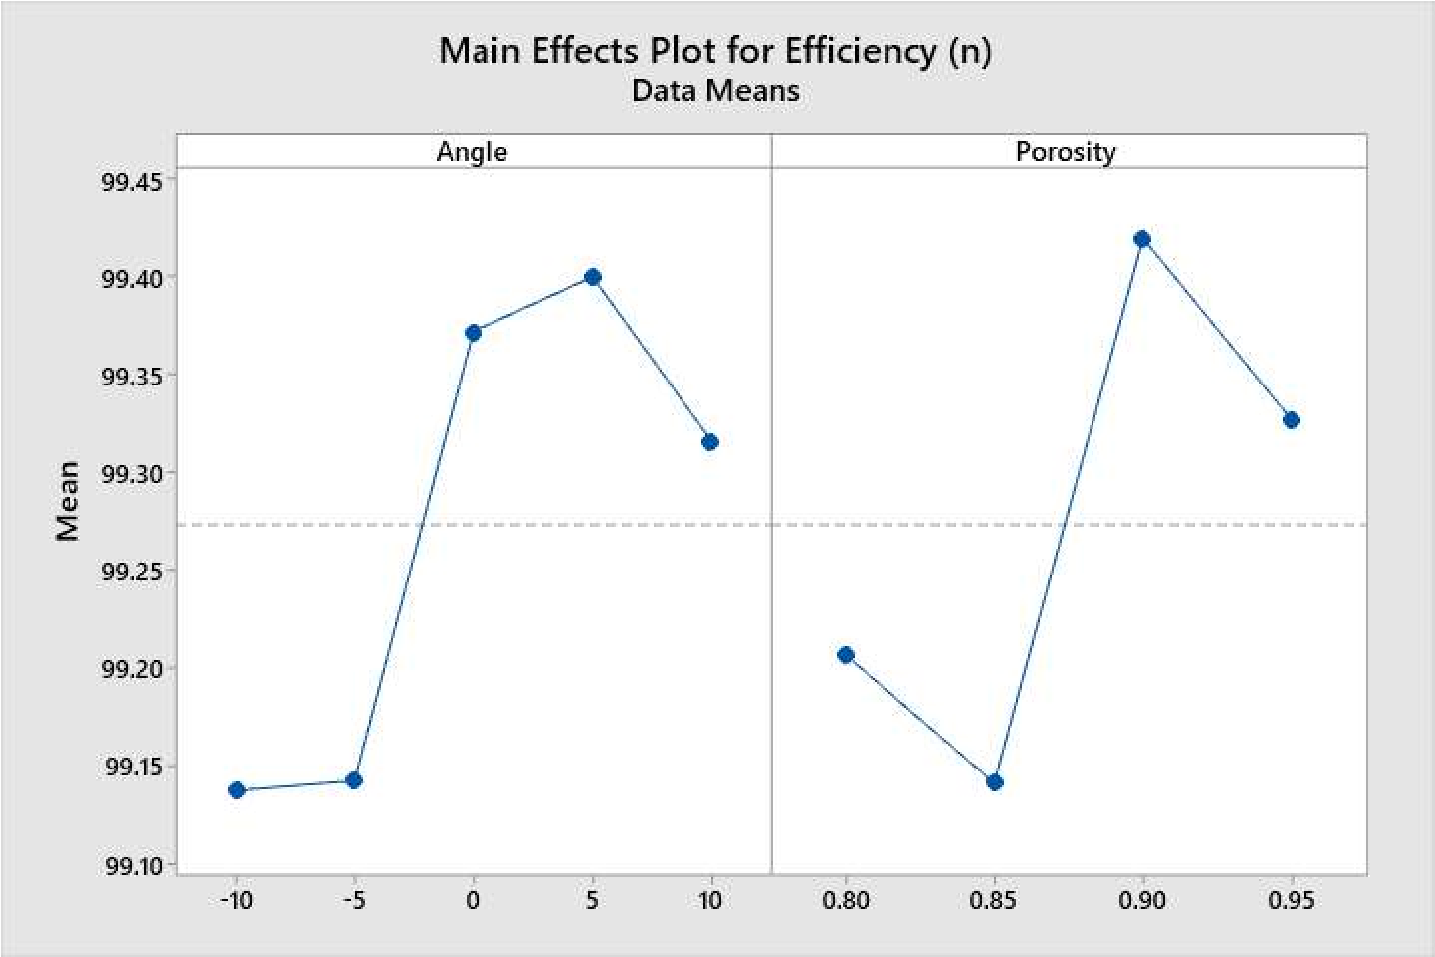 Main Effects Plot for Efficiency (n)
Data Means
Angle
Porosity
99.45
99.40
99.35
99.30
99.25
99.20
99.15
99.10
Mean
-10 -5 0 5 10
0.80 0.85 0.90 0.95